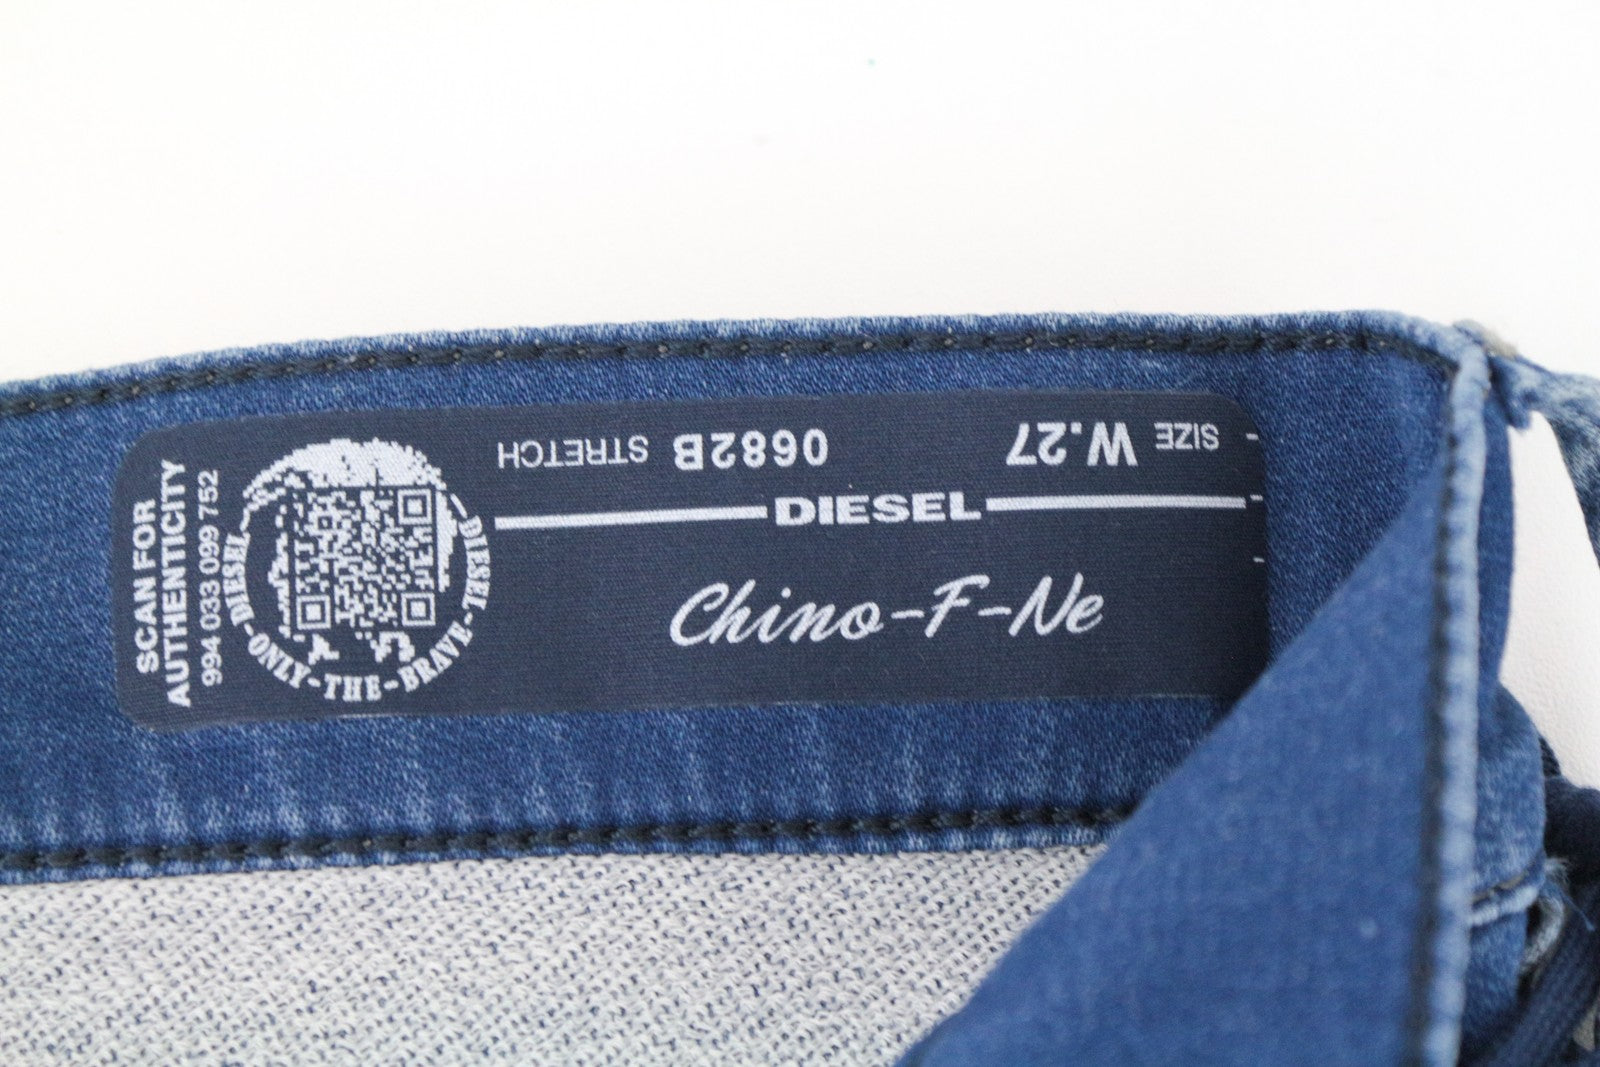 SCAN FOR
AUTHENTICITY
994 033 099 752
DIESEL-ONLY-THE-BRAVE-DIESEL
SIZE W.27 0682B STRETCH
DIESEL
Chino-F-Ne